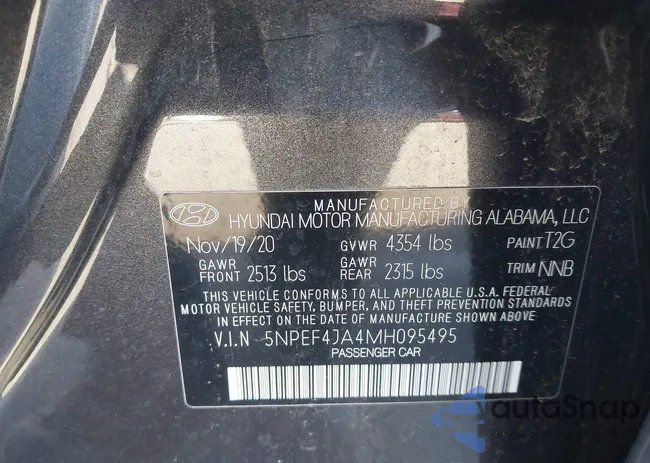 MANUFACTURED BY
HYUNDAI MOTOR MANUFACTURING ALABAMA, LLC
Nov/19/20 GVWR 4354 lbs PAINT T2G
GAWR FRONT 2513 lbs GAWR REAR 2315 lbs TRIM NNB
THIS VEHICLE CONFORMS TO ALL APPLICABLE U.S.A. FEDERAL
MOTOR VEHICLE SAFETY, BUMPER, AND THEFT PREVENTION STANDARDS
IN EFFECT ON THE DATE OF MANUFACTURE SHOWN ABOVE.
V.I.N 5NPEF4JA4MH095495
PASSENGER CAR
autoSnap